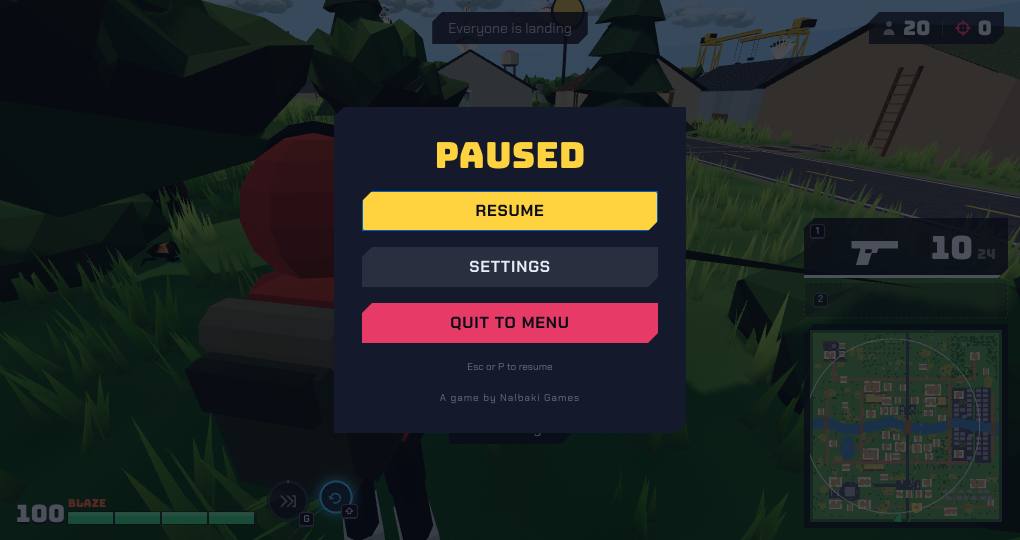 Everyone is landing
20
0
PAUSED
RESUME
SETTINGS
QUIT TO MENU
Esc or P to resume
A game by Nalbaki Games
1
10
24
2
100
BLAZE
G